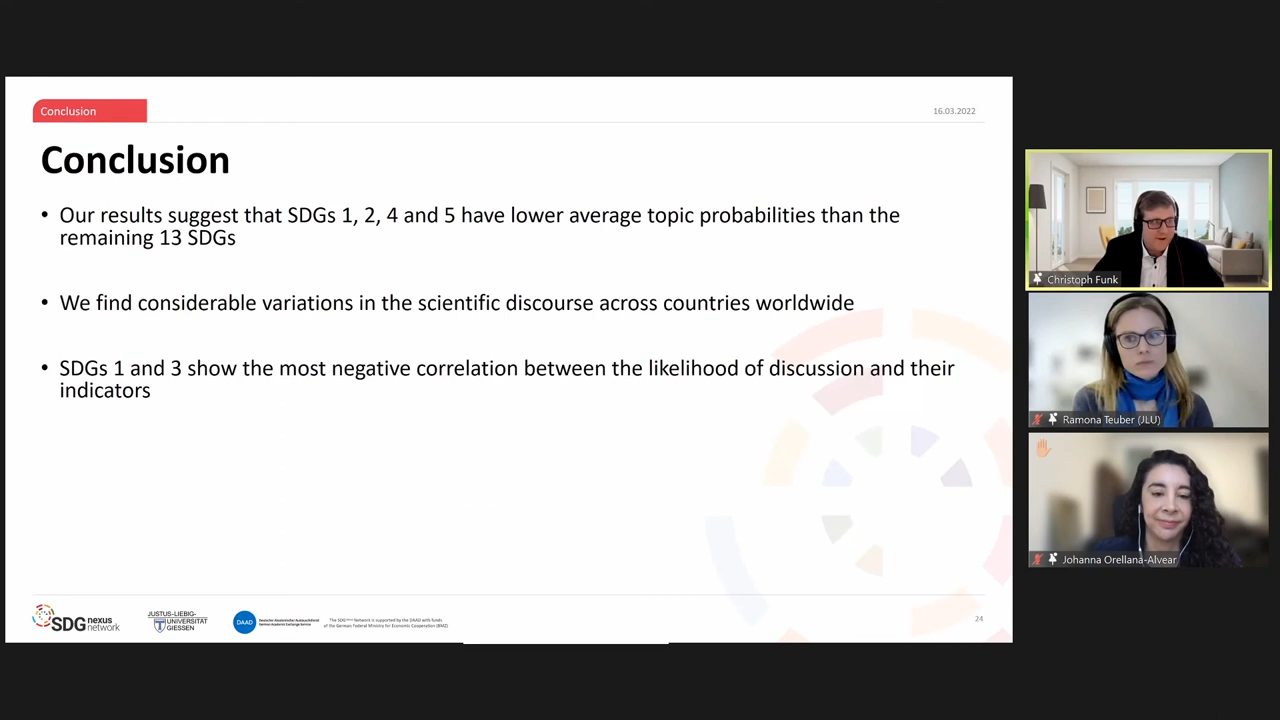 Conclusion
16.03.2022
Conclusion
• Our results suggest that SDGs 1, 2, 4 and 5 have lower average topic probabilities than the
remaining 13 SDGs
• We find considerable variations in the scientific discourse across countries worldwide
• SDGs 1 and 3 show the most negative correlation between the likelihood of discussion and their
indicators
SDG nexus
network
JUSTUS-LIEBIG-
UNIVERSITÄT
GIESSEN
DAAD
Deutscher Akademischer Austauschdienst
German Academic Exchange Service
The SDGnexus Network is supported by the DAAD with funds
of the German Federal Ministry for Economic Cooperation (BMZ)
24
Christoph Funk
Ramona Teuber (JLU)
Johanna Orellana-Alvear